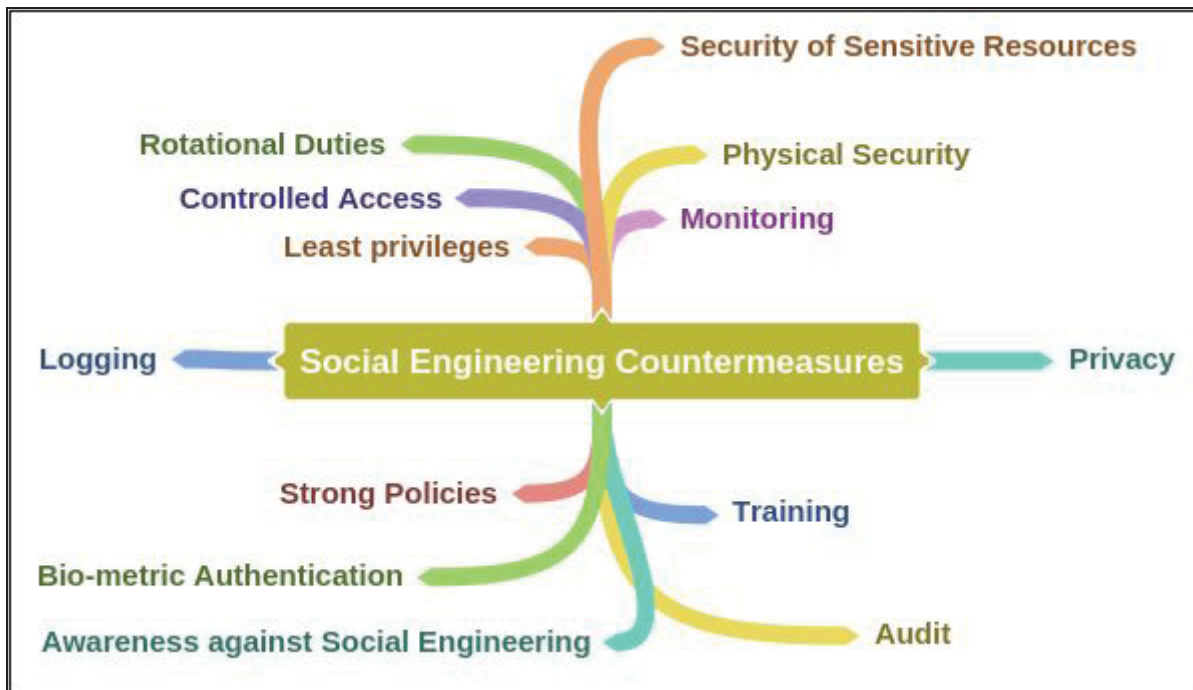 Security of Sensitive Resources
Rotational Duties
Physical Security
Controlled Access
Monitoring
Least privileges
Logging
Social Engineering Countermeasures
Privacy
Strong Policies
Training
Bio-metric Authentication
Awareness against Social Engineering
Audit